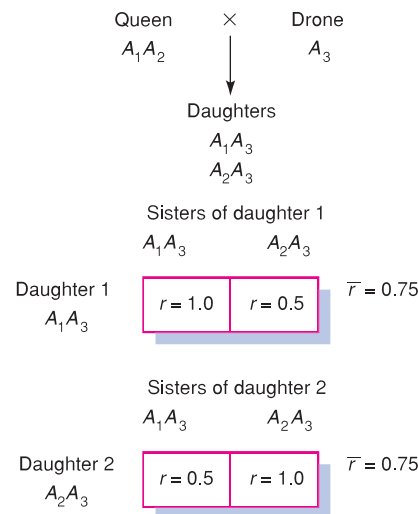 Queen × Drone
A₁A₂ A₃
Daughters
A₁A₃
A₂A₃
Sisters of daughter 1
A₁A₃ A₂A₃
Daughter 1 r = 1.0 r = 0.5 r̅ = 0.75
A₁A₃
Sisters of daughter 2
A₁A₃ A₂A₃
Daughter 2 r = 0.5 r = 1.0 r̅ = 0.75
A₂A₃